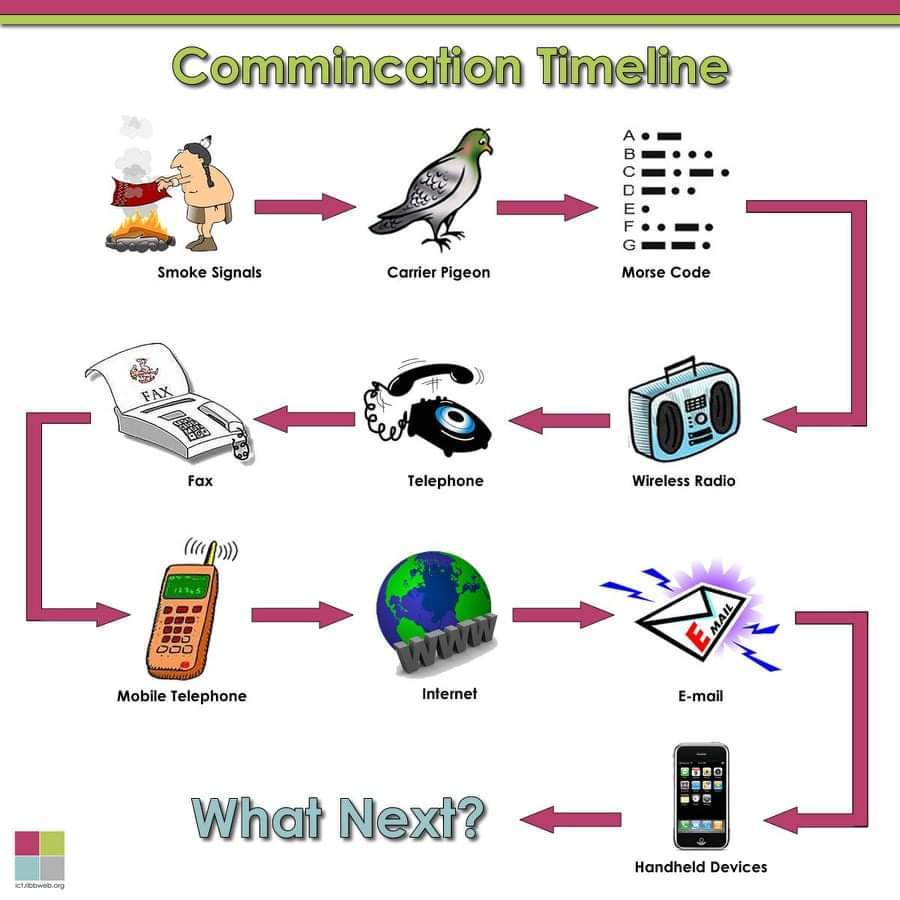 Commincation Timeline
A
B
C
D
E
F
G
Smoke Signals
Carrier Pigeon
Morse Code
FAX
Fax
Telephone
Wireless Radio
12345
WWW
E MAIL
Mobile Telephone
Internet
E-mail
What Next?
Handheld Devices
ict.lbbweb.org